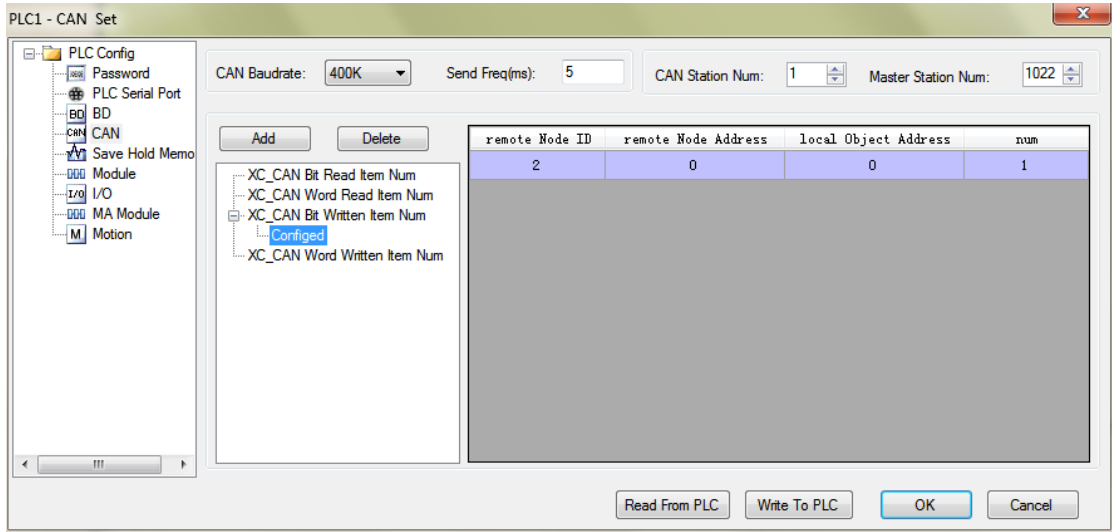 PLC1 - CAN Set
PLC Config
Password
PLC Serial Port
BD
CAN
Save Hold Memo
Module
I/O
MA Module
Motion
CAN Baudrate: 400K Send Freq(ms): 5 CAN Station Num: 1 Master Station Num: 1022
Add Delete
XC_CAN Bit Read Item Num
XC_CAN Word Read Item Num
XC_CAN Bit Written Item Num
Configed
XC_CAN Word Written Item Num
remote Node ID remote Node Address local Object Address num
2 0 0 1
Read From PLC Write To PLC OK Cancel